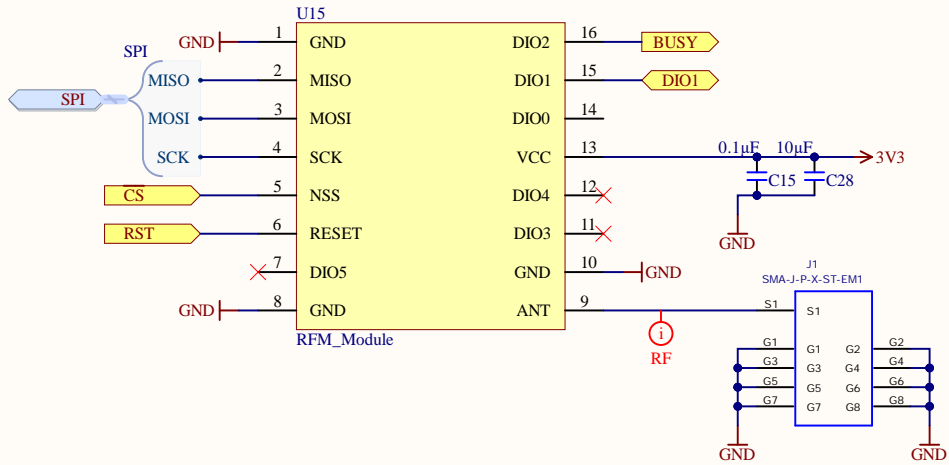 U15
GND 1 GND DIO2 16 BUSY
SPI
SPI MISO 2 MISO DIO1 15 DIO1
MOSI 3 MOSI DIO0 14
SCK 4 SCK VCC 13 0.1µF 10µF 3V3
C15 C28
CS 5 NSS DIO4 12
RST 6 RESET DIO3 11
GND
7 DIO5 GND 10 GND
GND 8 GND ANT 9
RFM_Module
i
RF
J1
SMA-J-P-X-ST-EM1
S1 S1
G1 G1 G2 G2
G3 G3 G4 G4
G5 G5 G6 G6
G7 G7 G8 G8
GND GND